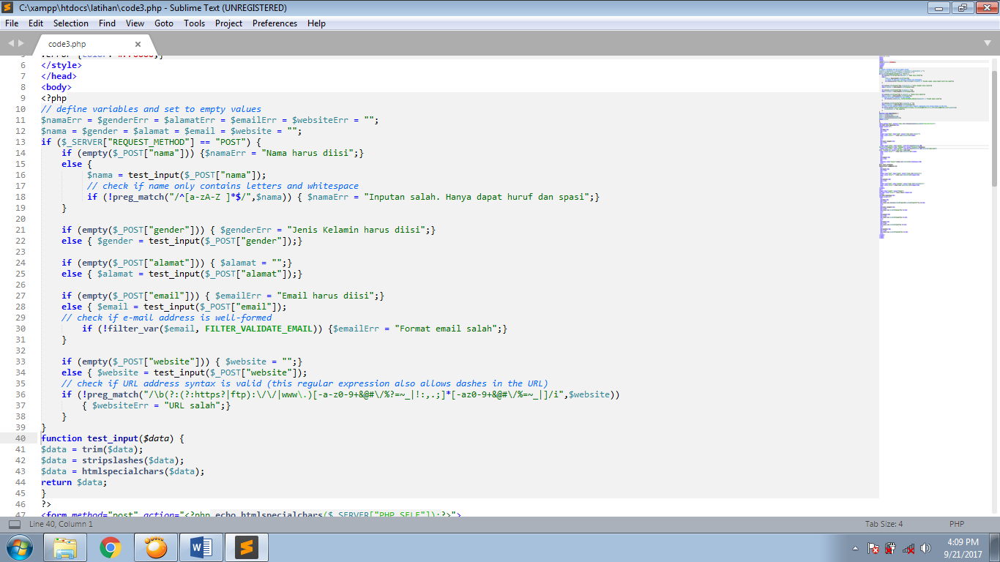 C:\xampp\htdocs\latihan\code3.php - Sublime Text (UNREGISTERED)
File Edit Selection Find View Goto Tools Project Preferences Help
code3.php
6 </style>
7 </head>
8 <body>
9 <?php
10 // define variables and set to empty values
11 $namaErr = $genderErr = $alamatErr = $emailErr = $websiteErr = "";
12 $nama = $gender = $alamat = $email = $website = "";
13 if ($_SERVER["REQUEST_METHOD"] == "POST") {
14 if (empty($_POST["nama"])) {$namaErr = "Nama harus diisi";}
15 else {
16 $nama = test_input($_POST["nama"]);
17 // check if name only contains letters and whitespace
18 if (!preg_match("/^[a-zA-Z ]*$/",$nama)) { $namaErr = "Inputan salah. Hanya dapat huruf dan spasi";}
19 }
20
21 if (empty($_POST["gender"])) { $genderErr = "Jenis Kelamin harus diisi";}
22 else { $gender = test_input($_POST["gender"]);}
23
24 if (empty($_POST["alamat"])) { $alamat = "";}
25 else { $alamat = test_input($_POST["alamat"]);}
26
27 if (empty($_POST["email"])) { $emailErr = "Email harus diisi";}
28 else { $email = test_input($_POST["email"]);
29 // check if e-mail address is well-formed
30 if (!filter_var($email, FILTER_VALIDATE_EMAIL)) {$emailErr = "Format email salah";}
31 }
32
33 if (empty($_POST["website"])) { $website = "";}
34 else { $website = test_input($_POST["website"]);
35 // check if URL address syntax is valid (this regular expression also allows dashes in the URL)
36 if (!preg_match("/\b(?:(?:https?|ftp):\/\/|www\.)[-a-z0-9+&@#\/%?=~_|!:,.;]*[-az0-9+&@#\/%=~_|]/i",$website))
37 { $websiteErr = "URL salah";}
38 }
39 }
40 function test_input($data) {
41 $data = trim($data);
42 $data = stripslashes($data);
43 $data = htmlspecialchars($data);
44 return $data;
45 }
46 ?>
47 <form method="post" action="<?php echo htmlspecialchars($_SERVER["PHP_SELF"]);?>">
Line 40, Column 1
Tab Size: 4
PHP
4:09 PM
9/21/2017